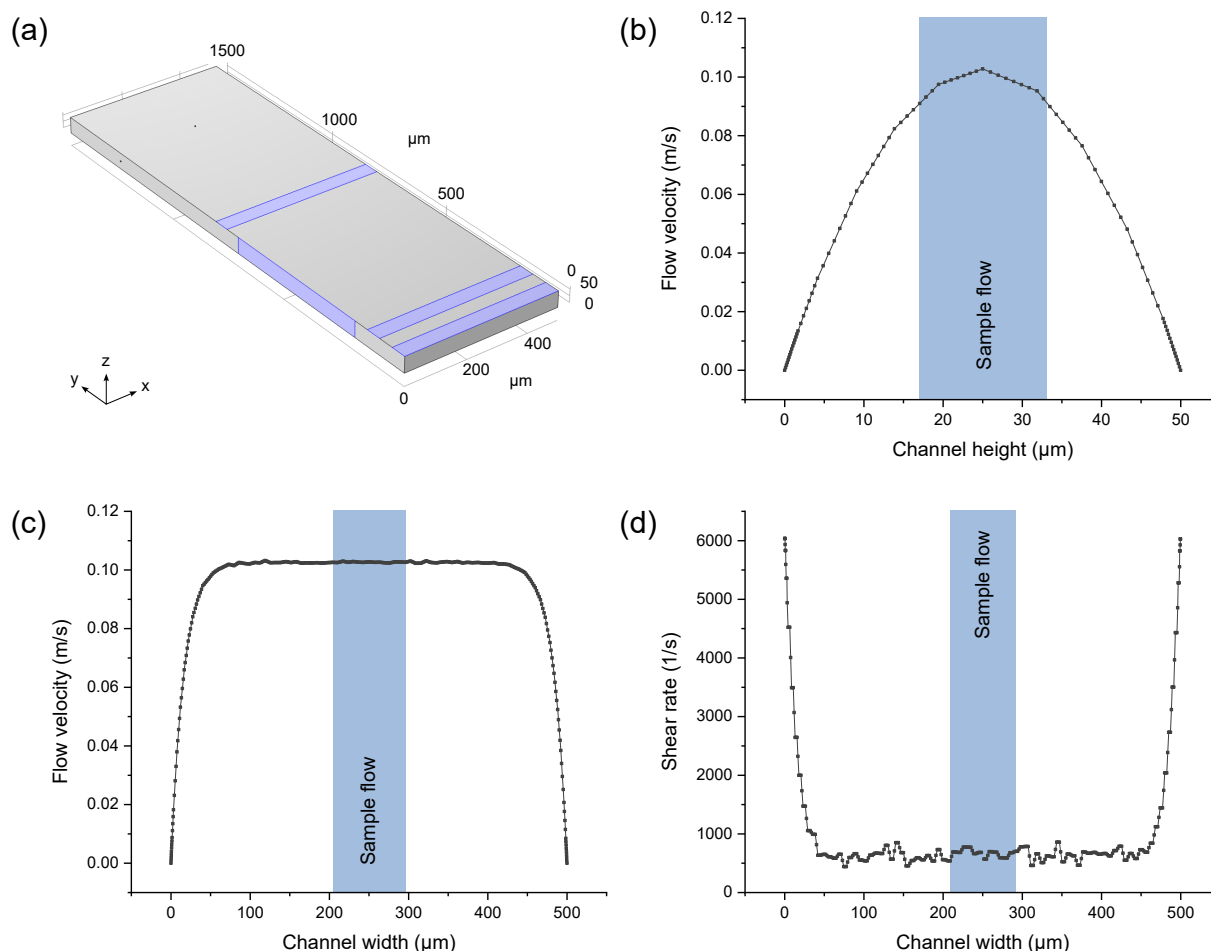 (a)
1500
1000
µm
500
0
50
0
400
200
µm
0
z
y
x
(b)
0.12
0.10
0.08
0.06
0.04
0.02
0.00
Flow velocity (m/s)
Sample flow
0 10 20 30 40 50
Channel height (µm)
(c)
0.12
0.10
0.08
0.06
0.04
0.02
0.00
Flow velocity (m/s)
Sample flow
0 100 200 300 400 500
Channel width (µm)
(d)
6000
5000
4000
3000
2000
1000
0
Shear rate (1/s)
Sample flow
0 100 200 300 400 500
Channel width (µm)